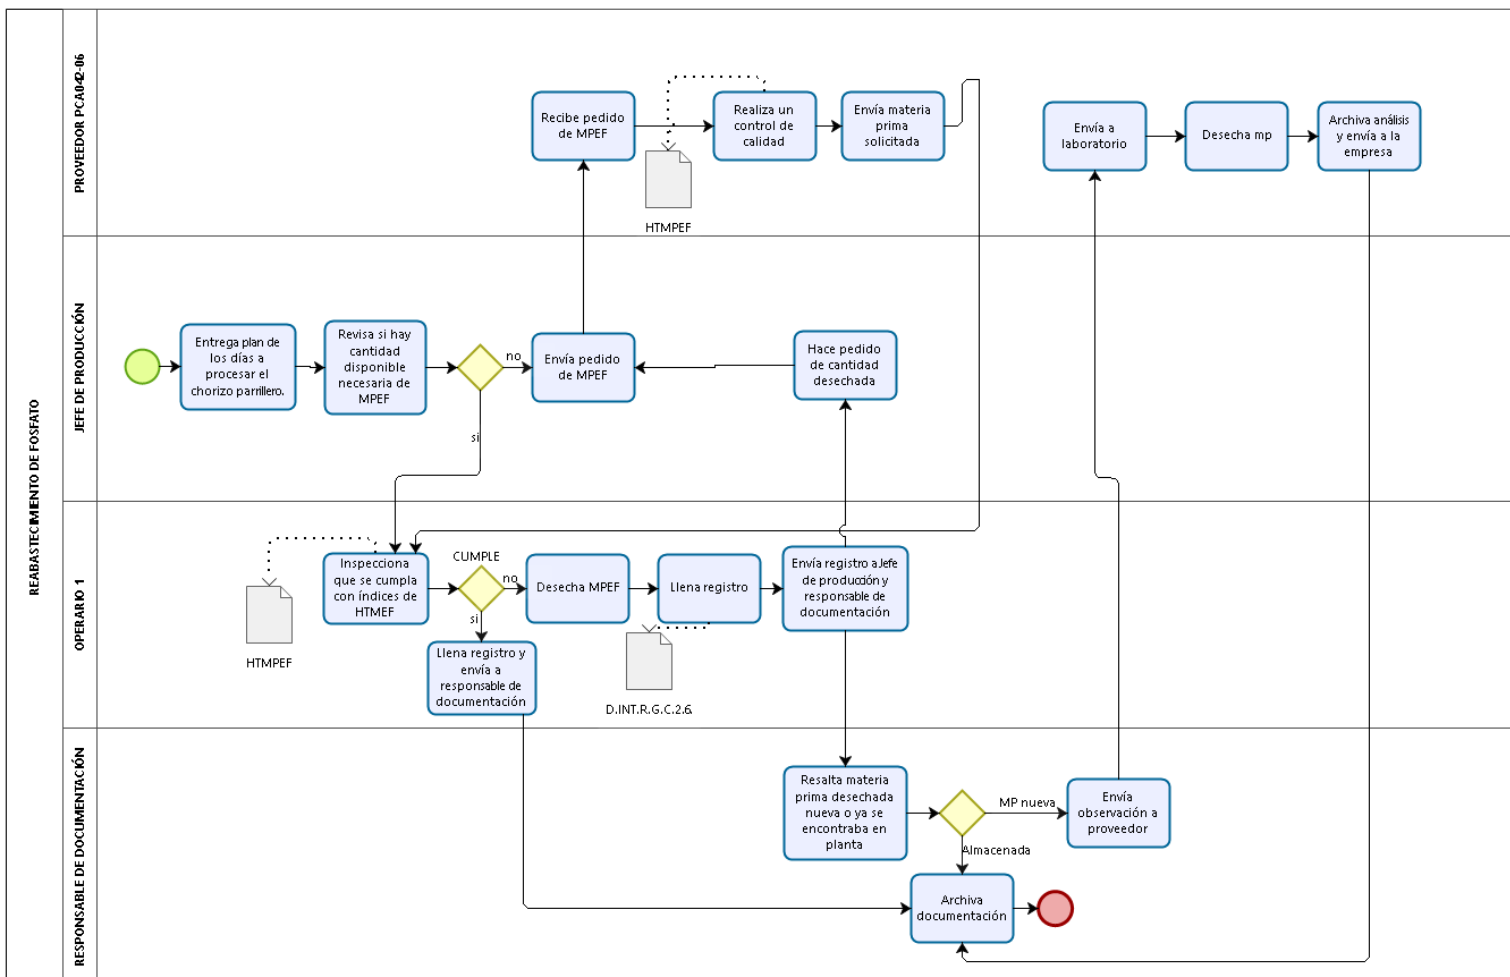 REABASTECIMIENTO DE FOSFATO
PROVEEDOR PCA042-06
Recibe pedido
de MPEF
Realiza un
control de
calidad
Envía materia
prima
solicitada
HTMPEF
Envía a
laboratorio
Desecha mp
Archiva análisis
y envía a la
empresa
JEFE DE PRODUCCIÓN
Entrega plan de
los días a
procesar el
chorizo parrillero.
Revisa si hay
cantidad
disponible
necesaria de
MPEF
no
si
Envía pedido
de MPEF
Hace pedido
de cantidad
desechada
OPERARIO 1
Inspecciona
que se cumpla
con índices de
HTMEF
HTMPEF
CUMPLE
no
si
Desecha MPEF
Llena registro
Envía registro a Jefe
de producción y
responsable de
documentación
Llena registro y
envía a
responsable de
documentación
D.INT.R.G.C.2.6.
RESPONSABLE DE DOCUMENTACIÓN
Resalta materia
prima desechada
nueva o ya se
encontraba en
planta
MP nueva
Almacenada
Envía
observación a
proveedor
Archiva
documentación